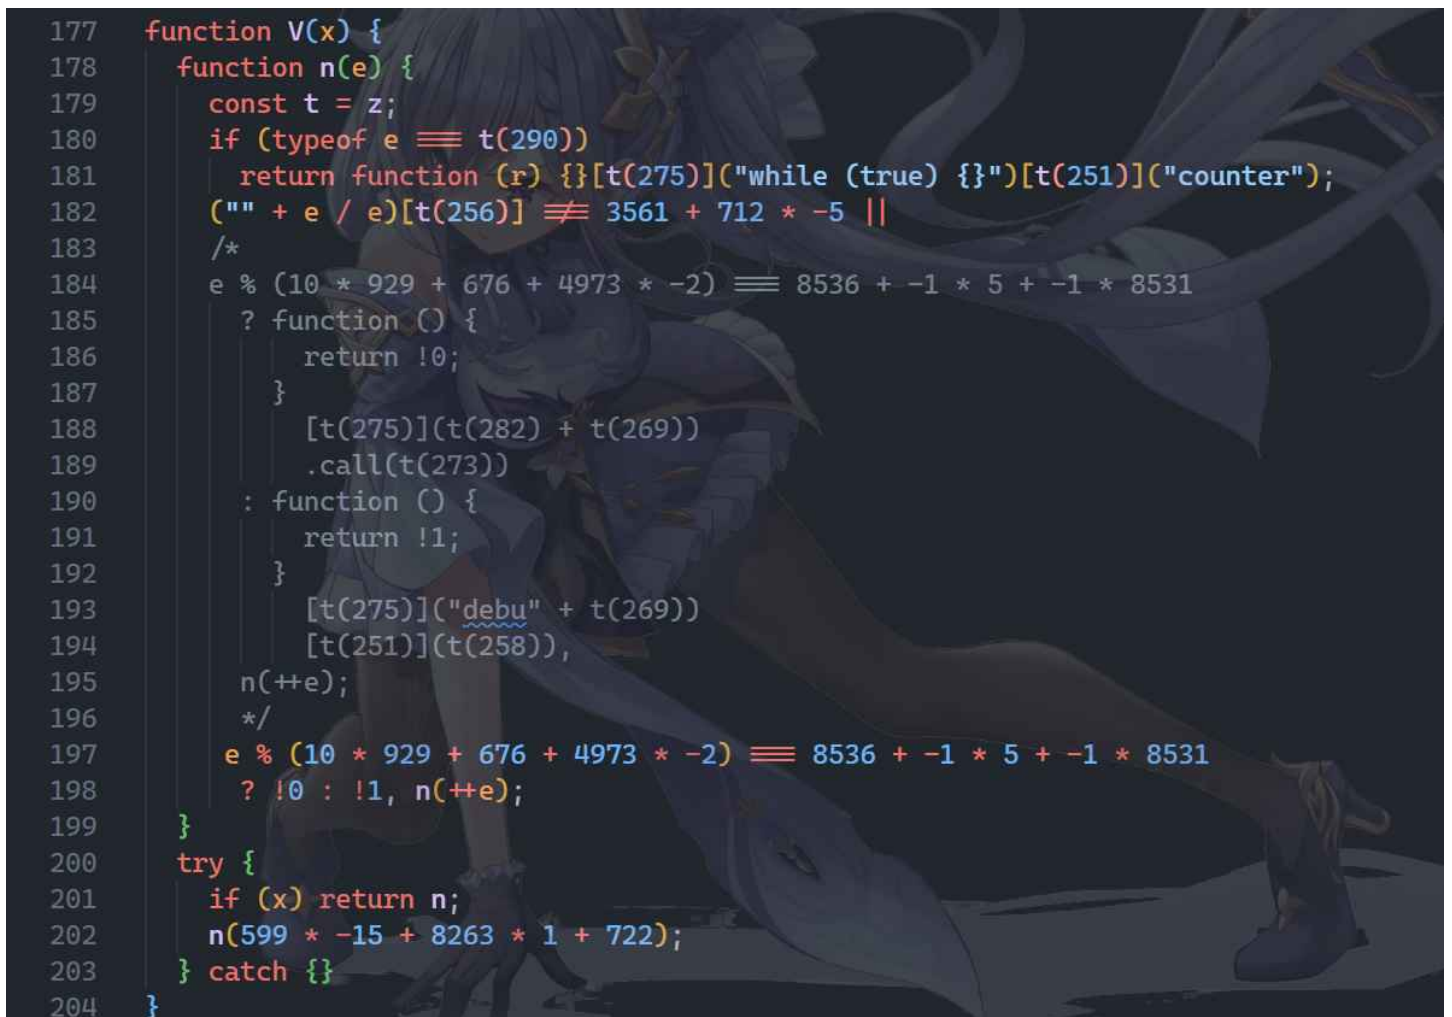 177 function V(x) {
178 function n(e) {
179 const t = z;
180 if (typeof e === t(290))
181 return function (r) {}[t(275)]("while (true) {}")[t(251)]("counter");
182 ("" + e / e)[t(256)] !== 3561 + 712 * -5 ||
183 /*
184 e % (10 * 929 + 676 + 4973 * -2) === 8536 + -1 * 5 + -1 * 8531
185 ? function () {
186 return !0;
187 }
188 [t(275)](t(282) + t(269))
189 .call(t(273))
190 : function () {
191 return !1;
192 }
193 [t(275)]("debu" + t(269))
194 [t(251)](t(258)),
195 n(++e);
196 */
197 e % (10 * 929 + 676 + 4973 * -2) === 8536 + -1 * 5 + -1 * 8531
198 ? !0 : !1, n(++e);
199 }
200 try {
201 if (x) return n;
202 n(599 * -15 + 8263 * 1 + 722);
203 } catch {}
204 }